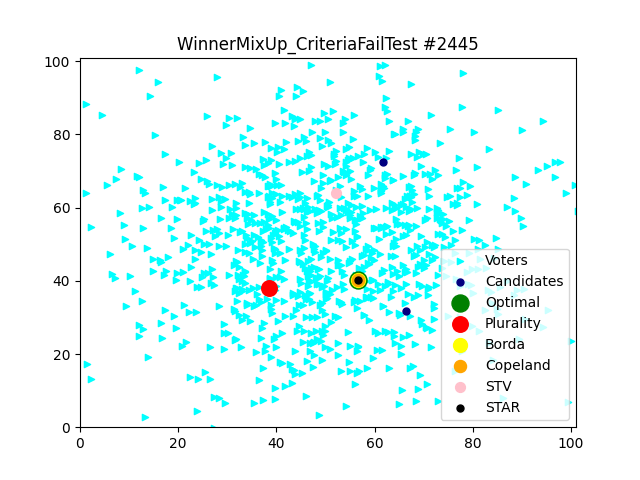 WinnerMixUp_CriteriaFailTest #2445
100
80
60
40
20
0
0 20 40 60 80 100
Voters
Candidates
Optimal
Plurality
Borda
Copeland
STV
STAR